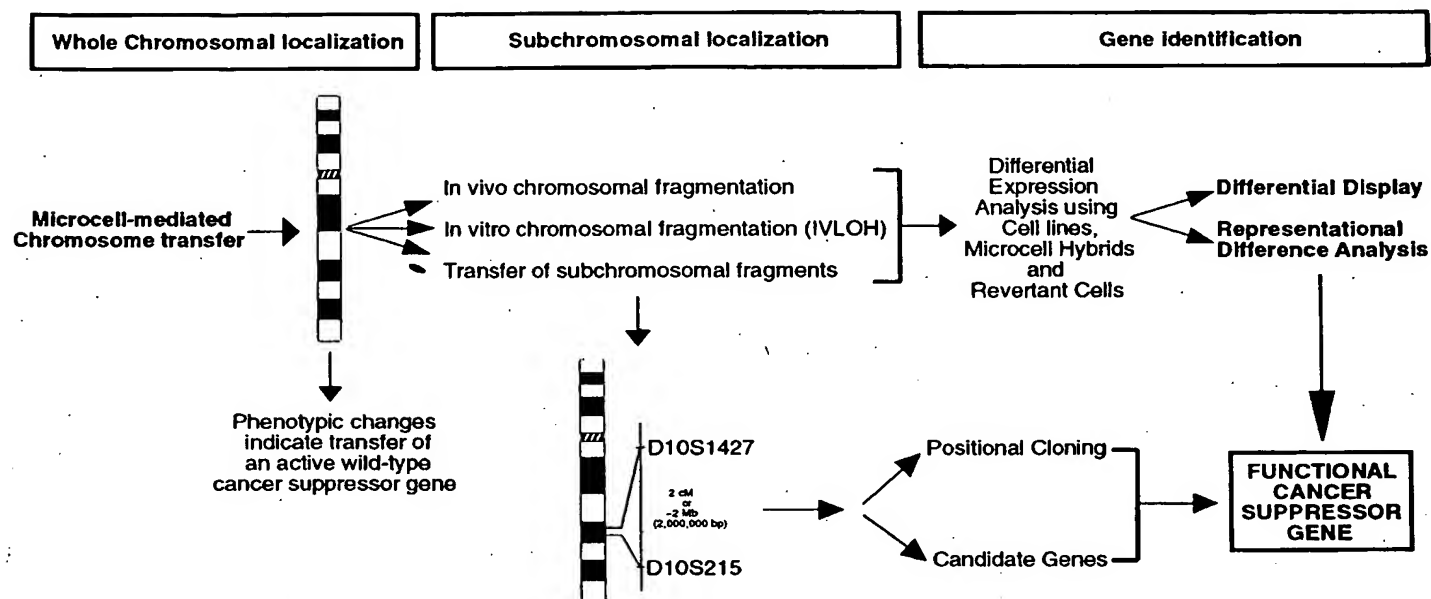 Whole Chromosomal localization
Subchromosomal localization
Gene identification
Microcell-mediated
Chromosome transfer
Phenotypic changes
indicate transfer of
an active wild-type
cancer suppressor gene
In vivo chromosomal fragmentation
In vitro chromosomal fragmentation (IVLOH)
Transfer of subchromosomal fragments
Differential
Expression
Analysis using
Cell lines,
Microcell Hybrids
and
Revertant Cells
Differential Display
Representational
Difference Analysis
D10S1427
2 cM
or
~2 Mb
(2,000,000 bp)
D10S215
Positional Cloning
Candidate Genes
FUNCTIONAL
CANCER
SUPPRESSOR
GENE